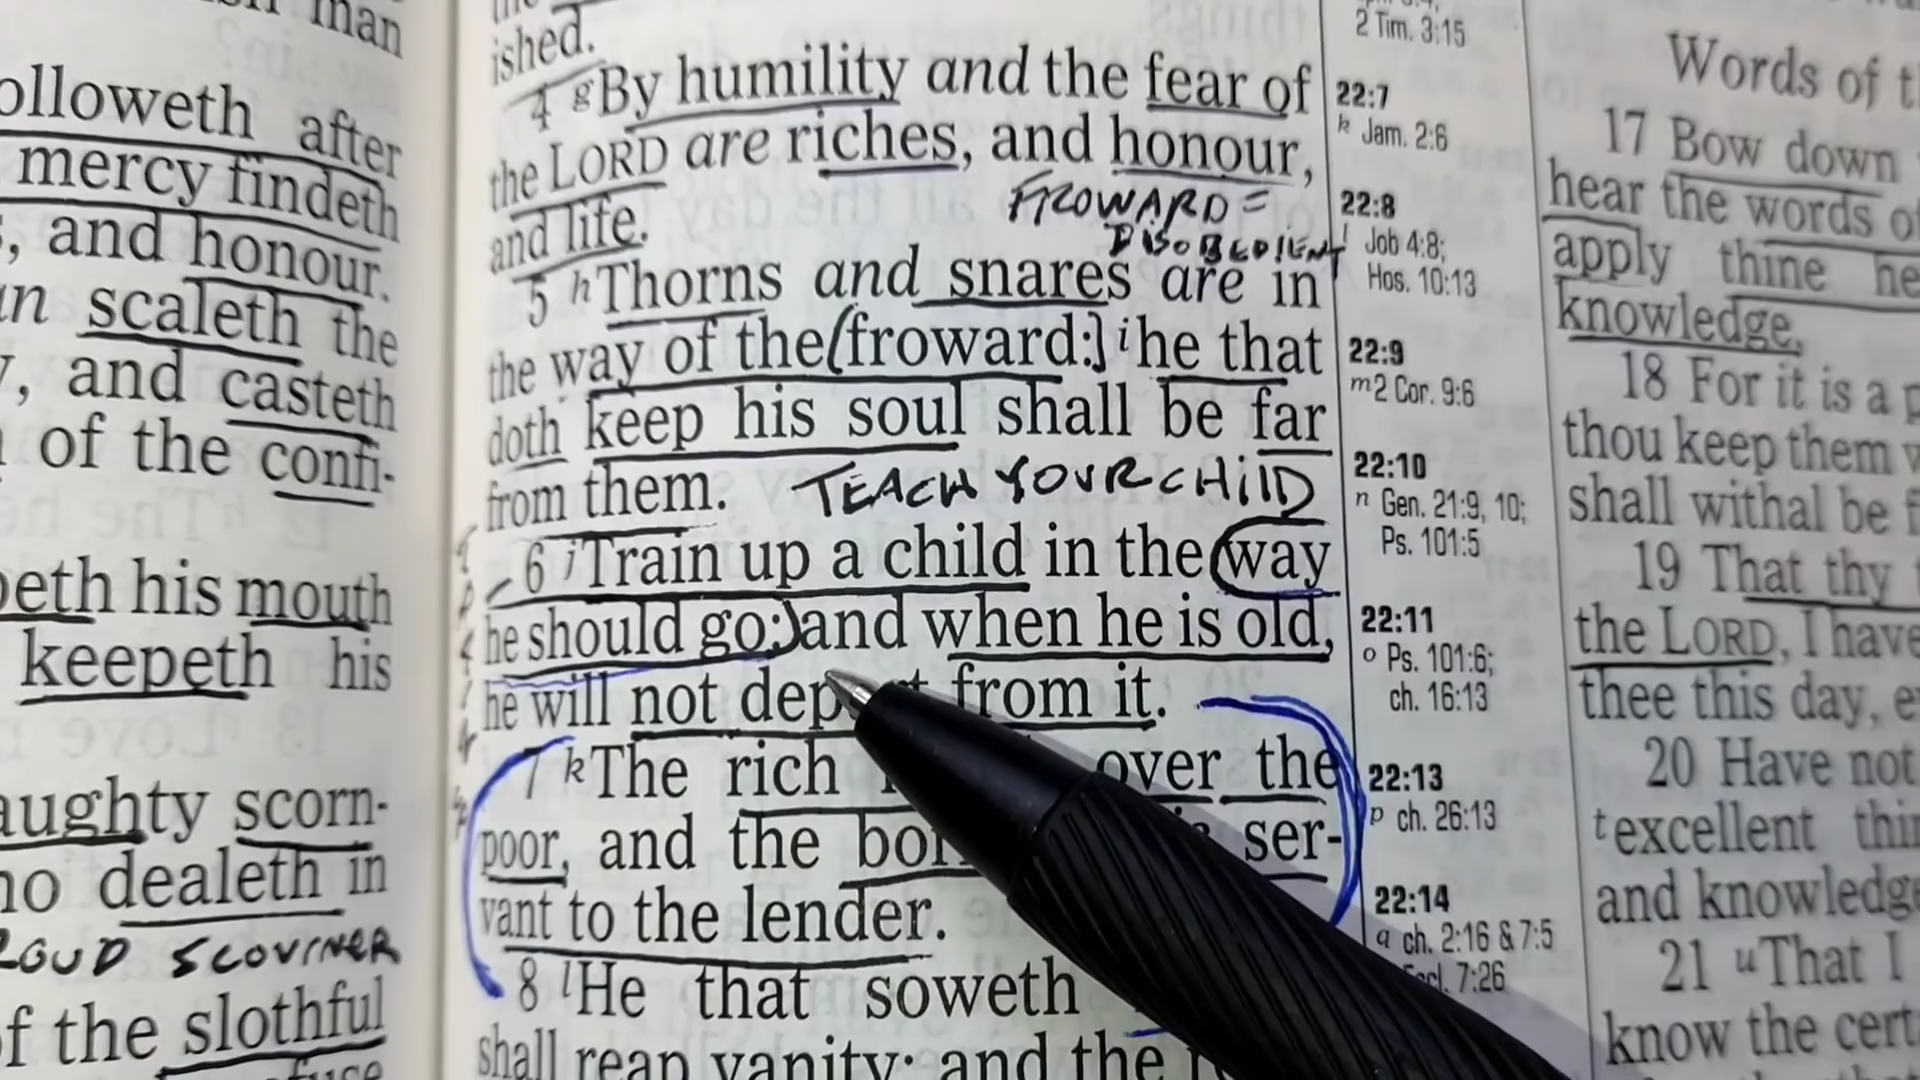 man
olloweth after
mercy findeth
, and honour.
scaleth the
, and casteth
of the confi-
his mouth
keepeth his
scorn-
dealeth in
SCOVRNER
of the slothful
ished.
4 gBy humility and the fear of
the LORD are riches, and honour,
and life.
FROWARD =
DISOBEDIENT
5 hThorns and snares are in
the way of the (froward:) ihe that
doth keep his soul shall be far
from them.
TEACH YOUR CHILD
6 jTrain up a child in the way
he should go:) and when he is old,
he will not from it.
7 kThe rich over the
poor, and the ser-
vant to the lender.
8 lHe that soweth
shall reap vanity: and the
2 Tim. 3:15
22:7
k Jam. 2:6
22:8
l Job 4:8;
Hos. 10:13
22:9
m2 Cor. 9:6
22:10
n Gen. 21:9, 10;
Ps. 101:5
22:11
o Ps. 101:6;
ch. 16:13
22:13
p ch. 26:13
22:14
a ch. 2:16 & 7:5
7:26
Words of
17 Bow down
hear the words of
apply thine
knowledge.
18 For it is a
thou keep them
shall withal be
19 That thy
the LORD, I have
thee this day,
20 Have not
texcellent
and knowledge
21 uThat I
know the